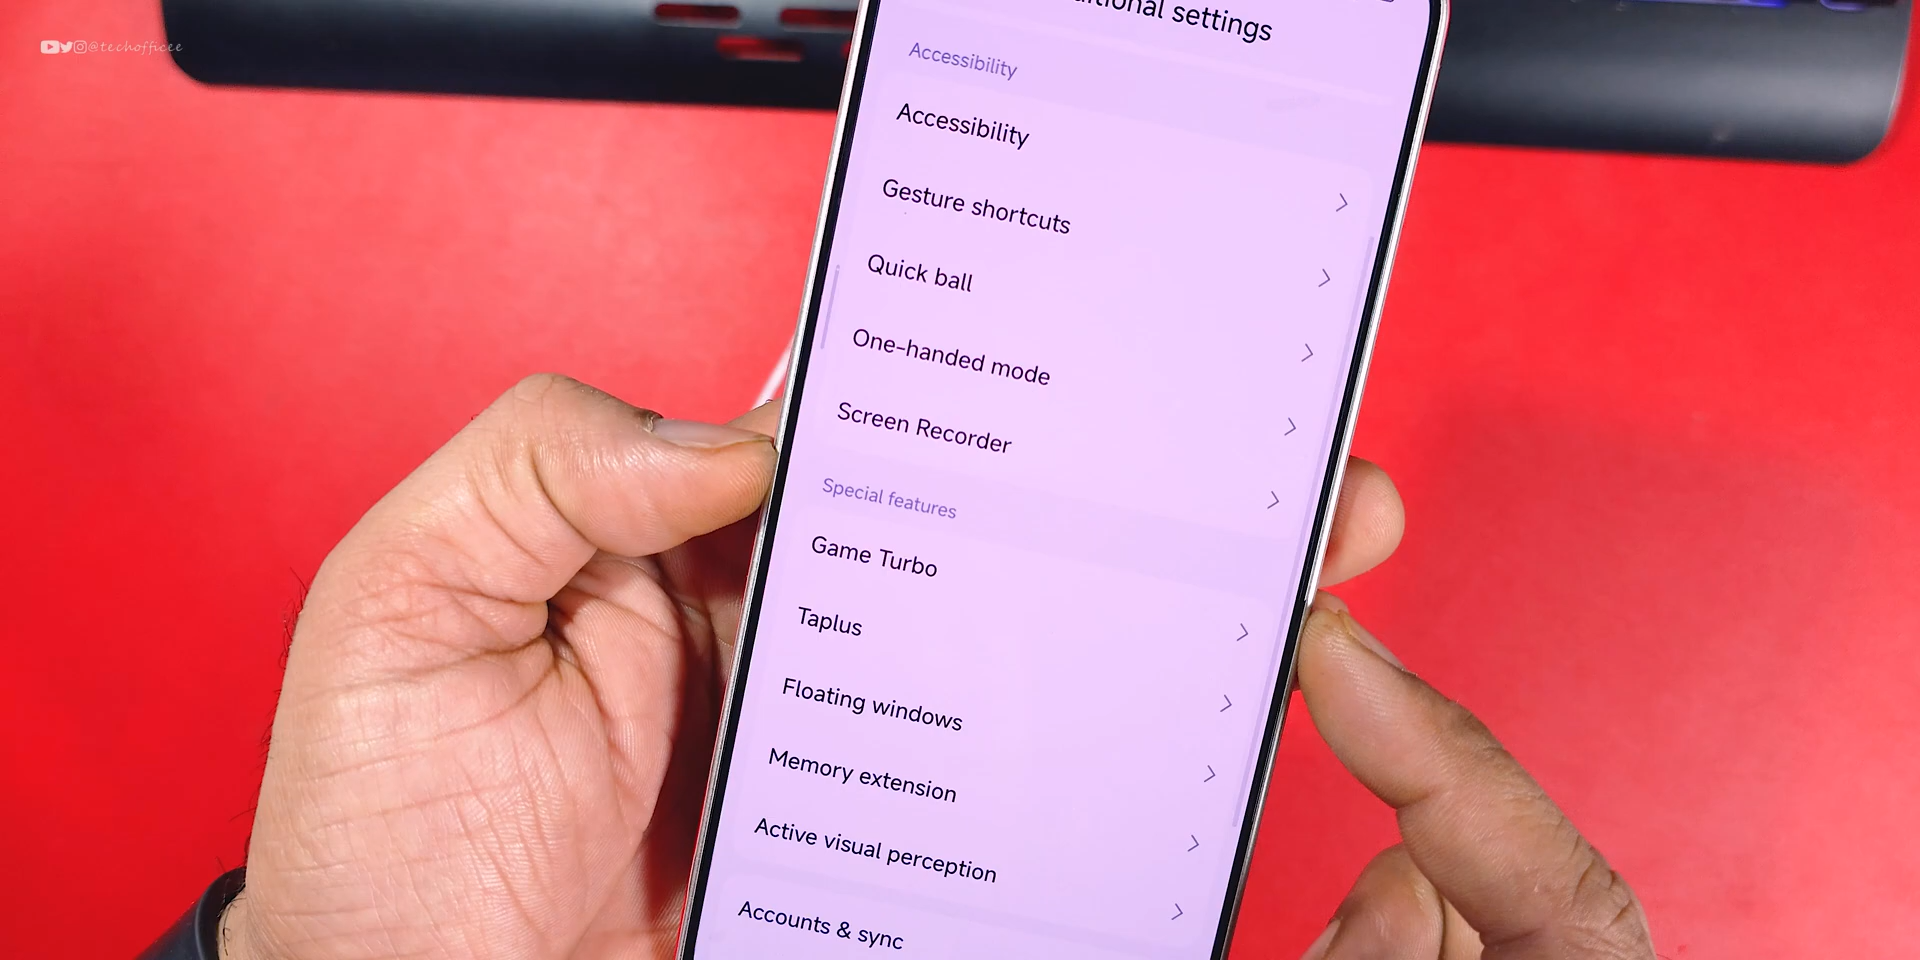 @techofficee
settings
Accessibility
Accessibility
Gesture shortcuts
Quick ball
One-handed mode
Screen Recorder
Special features
Game Turbo
Taplus
Floating windows
Memory extension
Active visual perception
Accounts & sync